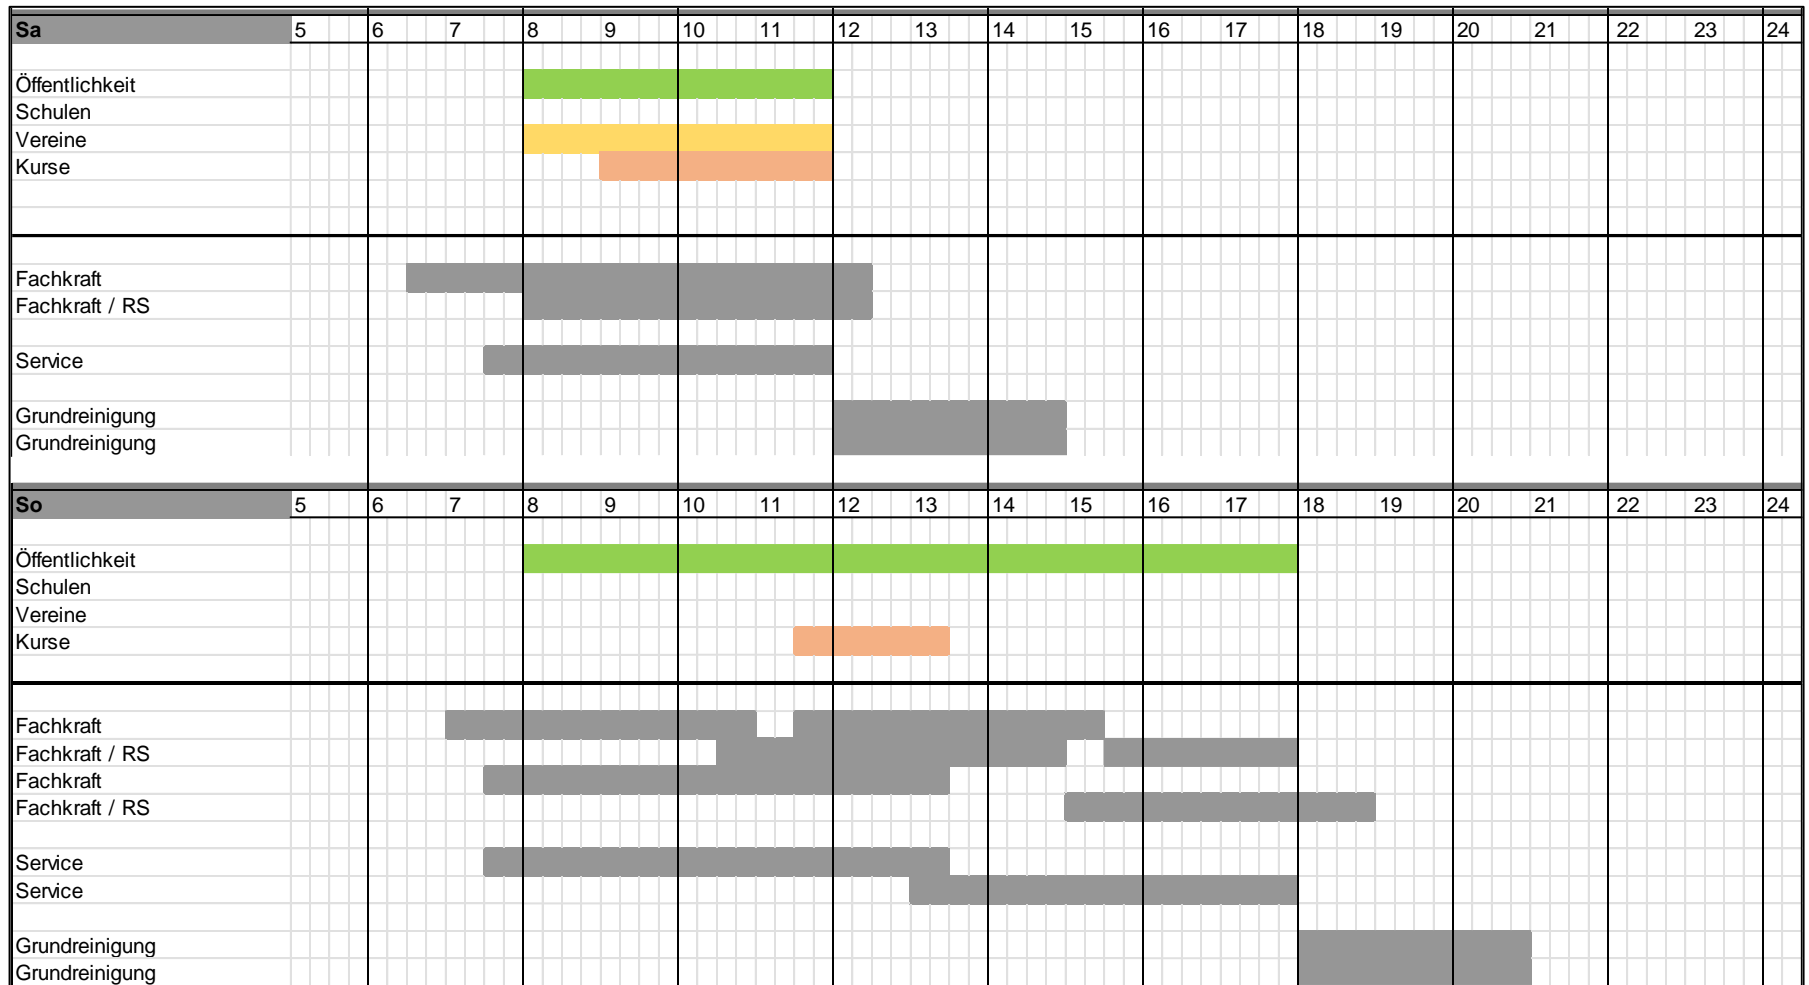 Sa 5 6 7 8 9 10 11 12 13 14 15 16 17 18 19 20 21 22 23 24
Öffentlichkeit
Schulen
Vereine
Kurse
Fachkraft
Fachkraft / RS
Service
Grundreinigung
Grundreinigung
So 5 6 7 8 9 10 11 12 13 14 15 16 17 18 19 20 21 22 23 24
Öffentlichkeit
Schulen
Vereine
Kurse
Fachkraft
Fachkraft / RS
Fachkraft
Fachkraft / RS
Service
Service
Grundreinigung
Grundreinigung